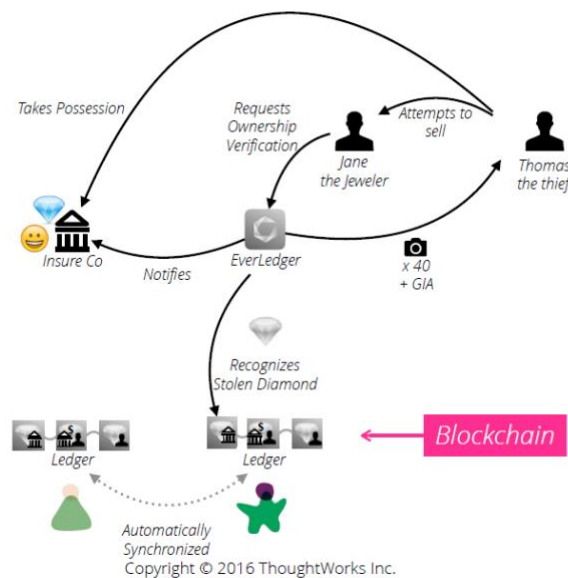 Takes Possession
Requests
Ownership
Verification
Attempts to
sell
Jane
the Jeweler
Thomas
the thief
Insure Co
Notifies
EverLedger
x 40
+ GIA
Recognizes
Stolen Diamond
$
$
Ledger
Ledger
Blockchain
Automatically
Synchronized
Copyright © 2016 ThoughtWorks Inc.